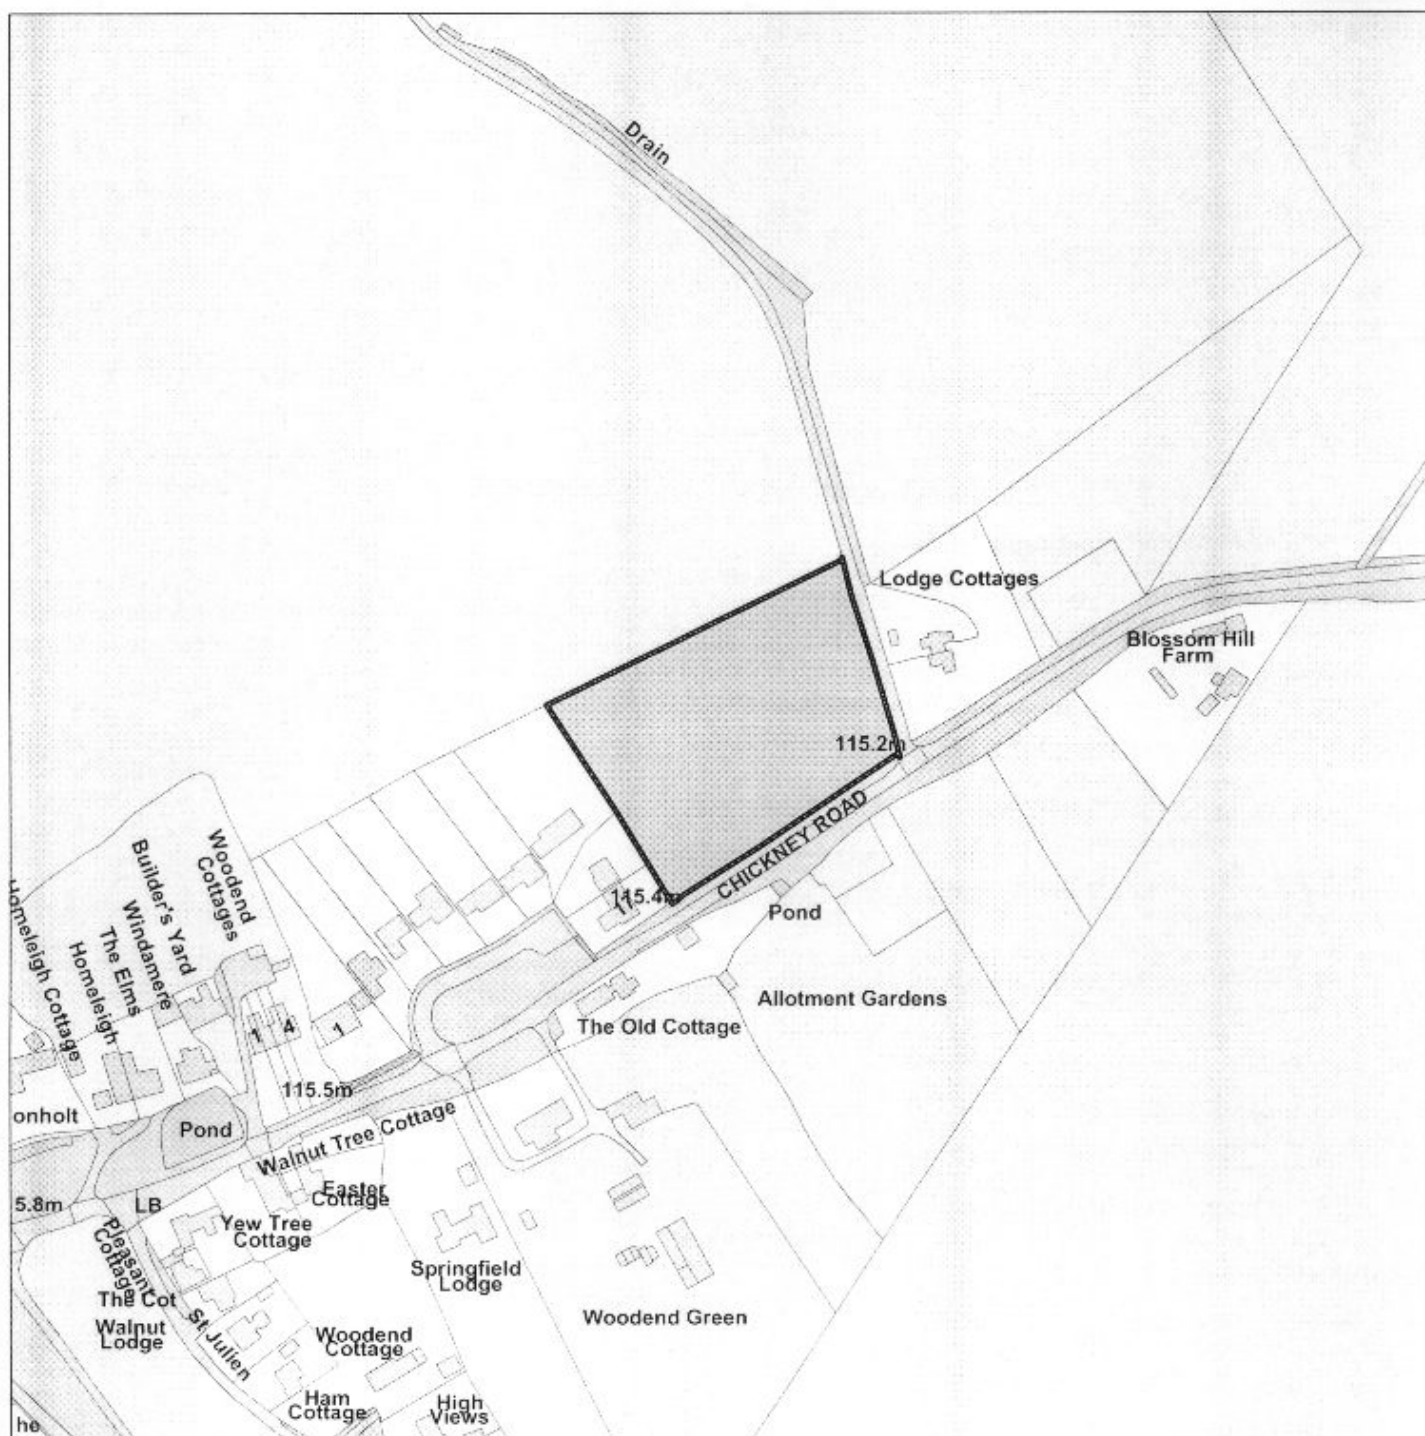 Drain
Lodge Cottages
Blossom Hill
Farm
115.2m
CHICKNEY ROAD
Woodend
Cottages
Builder's Yard
Windamere
The Elms
Homeleigh
Homeleigh Cottage
115.4m
17
Pond
Allotment Gardens
The Old Cottage
1
4
1
115.5m
onholt
Pond
Walnut Tree Cottage
Easter
Cottage
5.8m
LB
Yew Tree
Cottage
Pleasant
Cottage
The Cot
Walnut
Lodge
St Julien
Springfield
Lodge
Woodend Green
Woodend
Cottage
Ham
Cottage
High
Views
he